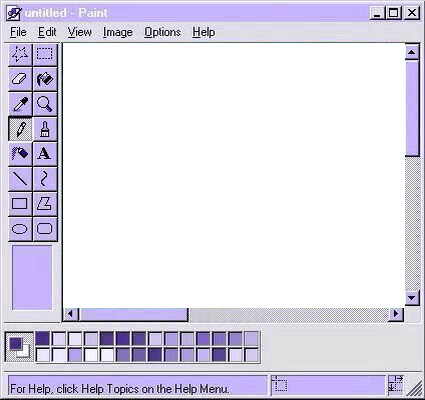 untitled - Paint
File Edit View Image Options Help
A
For Help, click Help Topics on the Help Menu.